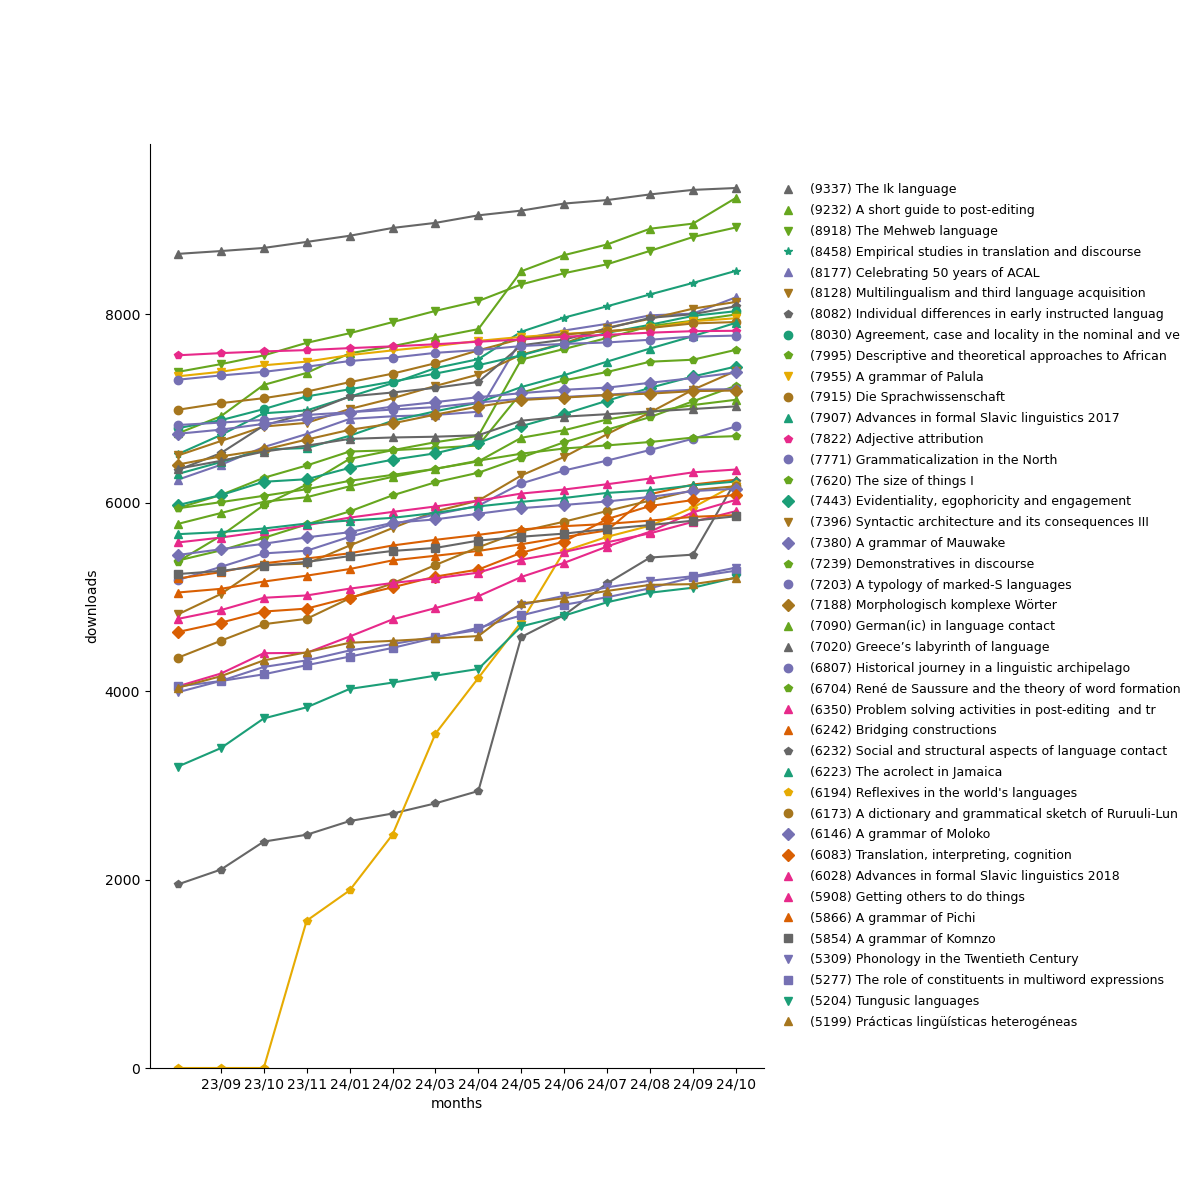 downloads
8000
6000
4000
2000
0
23/09 23/10 23/11 24/01 24/02 24/03 24/04 24/05 24/06 24/07 24/08 24/09 24/10
months
(9337) The Ik language
(9232) A short guide to post-editing
(8918) The Mehweb language
(8458) Empirical studies in translation and discourse
(8177) Celebrating 50 years of ACAL
(8128) Multilingualism and third language acquisition
(8082) Individual differences in early instructed languag
(8030) Agreement, case and locality in the nominal and ve
(7995) Descriptive and theoretical approaches to African
(7955) A grammar of Palula
(7915) Die Sprachwissenschaft
(7907) Advances in formal Slavic linguistics 2017
(7822) Adjective attribution
(7771) Grammaticalization in the North
(7620) The size of things I
(7443) Evidentiality, egophoricity and engagement
(7396) Syntactic architecture and its consequences III
(7380) A grammar of Mauwake
(7239) Demonstratives in discourse
(7203) A typology of marked-S languages
(7188) Morphologisch komplexe Wörter
(7090) German(ic) in language contact
(7020) Greece’s labyrinth of language
(6807) Historical journey in a linguistic archipelago
(6704) René de Saussure and the theory of word formation
(6350) Problem solving activities in post-editing  and tr
(6242) Bridging constructions
(6232) Social and structural aspects of language contact
(6223) The acrolect in Jamaica
(6194) Reflexives in the world's languages
(6173) A dictionary and grammatical sketch of Ruruuli-Lun
(6146) A grammar of Moloko
(6083) Translation, interpreting, cognition
(6028) Advances in formal Slavic linguistics 2018
(5908) Getting others to do things
(5866) A grammar of Pichi
(5854) A grammar of Komnzo
(5309) Phonology in the Twentieth Century
(5277) The role of constituents in multiword expressions
(5204) Tungusic languages
(5199) Prácticas lingüísticas heterogéneas